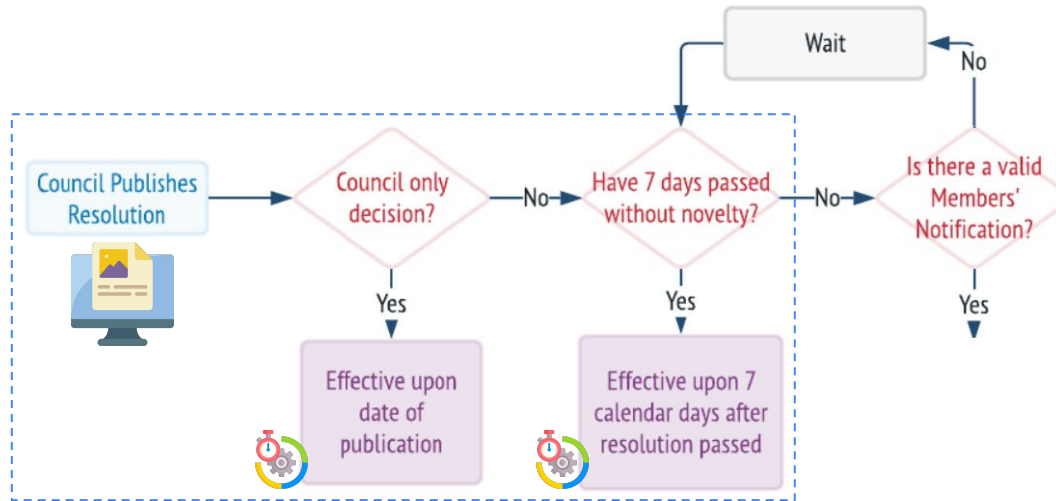 Wait
No
Council Publishes
Resolution
Council only
decision?
No
Have 7 days passed
without novelty?
No
Is there a valid
Members'
Notification?
Yes
Yes
Yes
Effective upon
date of
publication
Effective upon 7
calendar days after
resolution passed